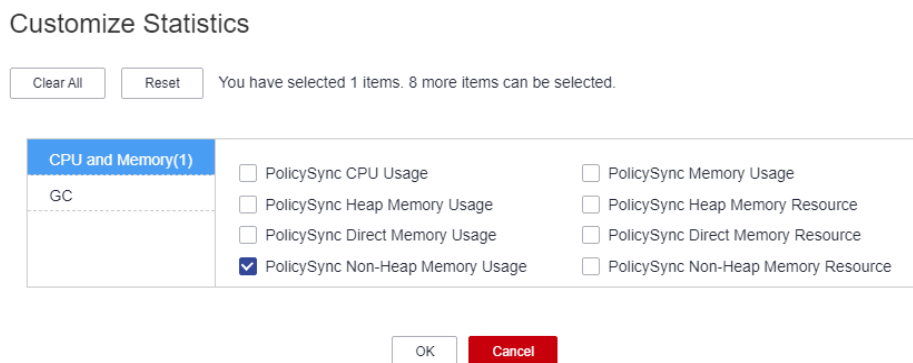 Customize Statistics
Clear All Reset You have selected 1 items. 8 more items can be selected.
CPU and Memory(1)
GC
PolicySync CPU Usage PolicySync Memory Usage
PolicySync Heap Memory Usage PolicySync Heap Memory Resource
PolicySync Direct Memory Usage PolicySync Direct Memory Resource
PolicySync Non-Heap Memory Usage PolicySync Non-Heap Memory Resource
OK Cancel